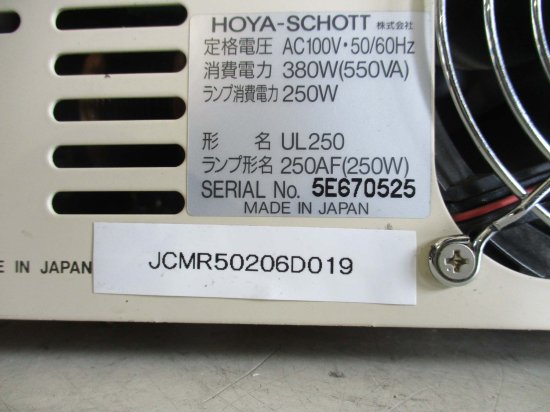 HOYA-SCHOTT 株式会社
定格電圧 AC100V・50/60Hz
消費電力 380W(550VA)
ランプ消費電力 250W
形 名 UL250
ランプ形名 250AF(250W)
SERIAL No. 5E670525
MADE IN JAPAN
E IN JAPAN
JCMR50206D019